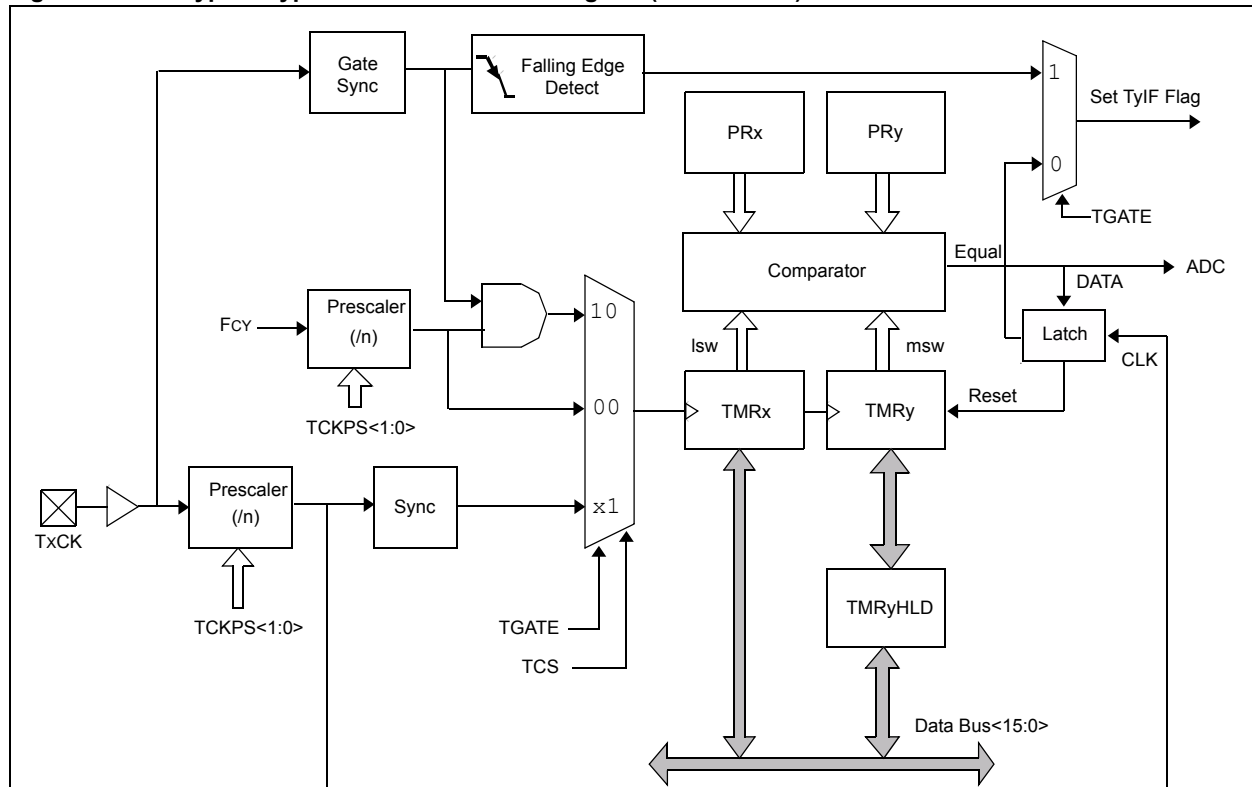 Gate
Sync
Falling Edge
Detect
1
Set TyIF Flag
PRx
PRy
0
TGATE
Comparator
Equal
ADC
DATA
Prescaler
(/n)
FCY
10
Latch
lsw
msw
CLK
TCKPS<1:0>
00
TMRx
TMRy
Reset
Prescaler
(/n)
Sync
x1
TxCK
TCKPS<1:0>
TGATE
TCS
TMRyHLD
Data Bus<15:0>